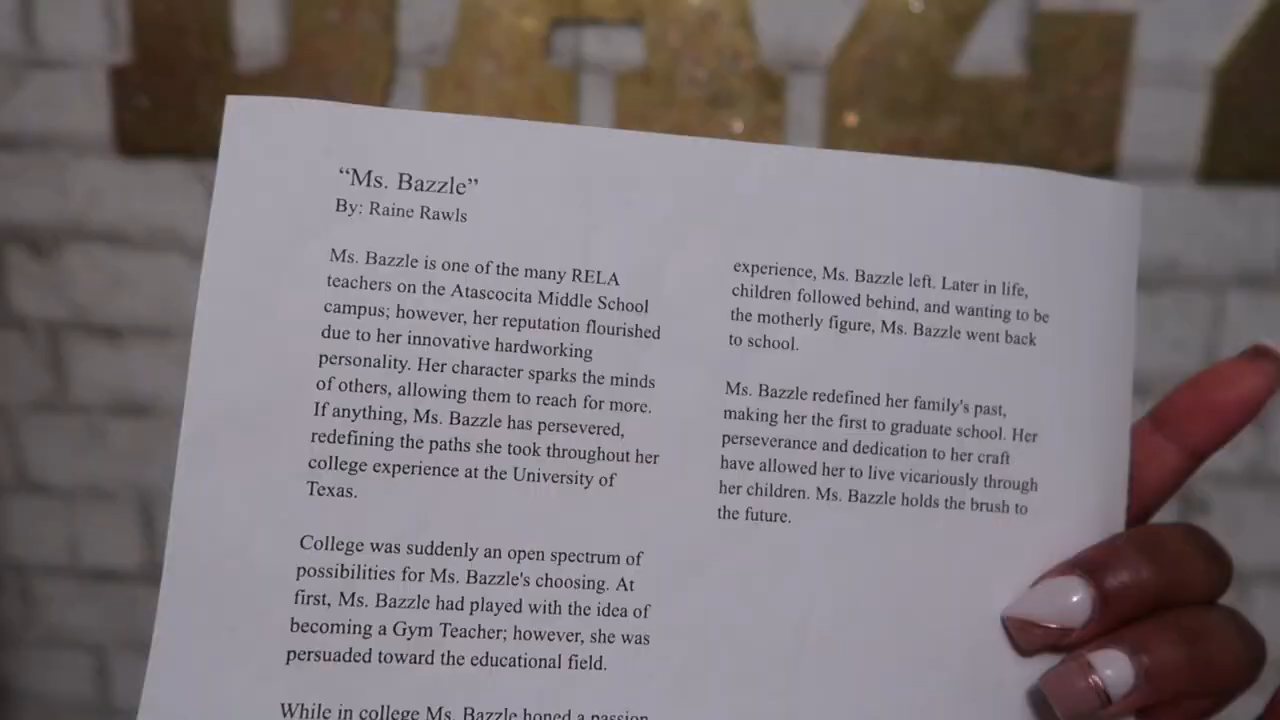 “Ms. Bazzle”
By: Raine Rawls
Ms. Bazzle is one of the many RELA
teachers on the Atascocita Middle School
campus; however, her reputation flourished
due to her innovative hardworking
personality. Her character sparks the minds
of others, allowing them to reach for more.
If anything, Ms. Bazzle has persevered,
redefining the paths she took throughout her
college experience at the University of
Texas.
College was suddenly an open spectrum of
possibilities for Ms. Bazzle's choosing. At
first, Ms. Bazzle had played with the idea of
becoming a Gym Teacher; however, she was
persuaded toward the educational field.
While in college Ms. Bazzle honed a passion
experience, Ms. Bazzle left. Later in life,
children followed behind, and wanting to be
the motherly figure, Ms. Bazzle went back
to school.
Ms. Bazzle redefined her family's past,
making her the first to graduate school. Her
perseverance and dedication to her craft
have allowed her to live vicariously through
her children. Ms. Bazzle holds the brush to
the future.